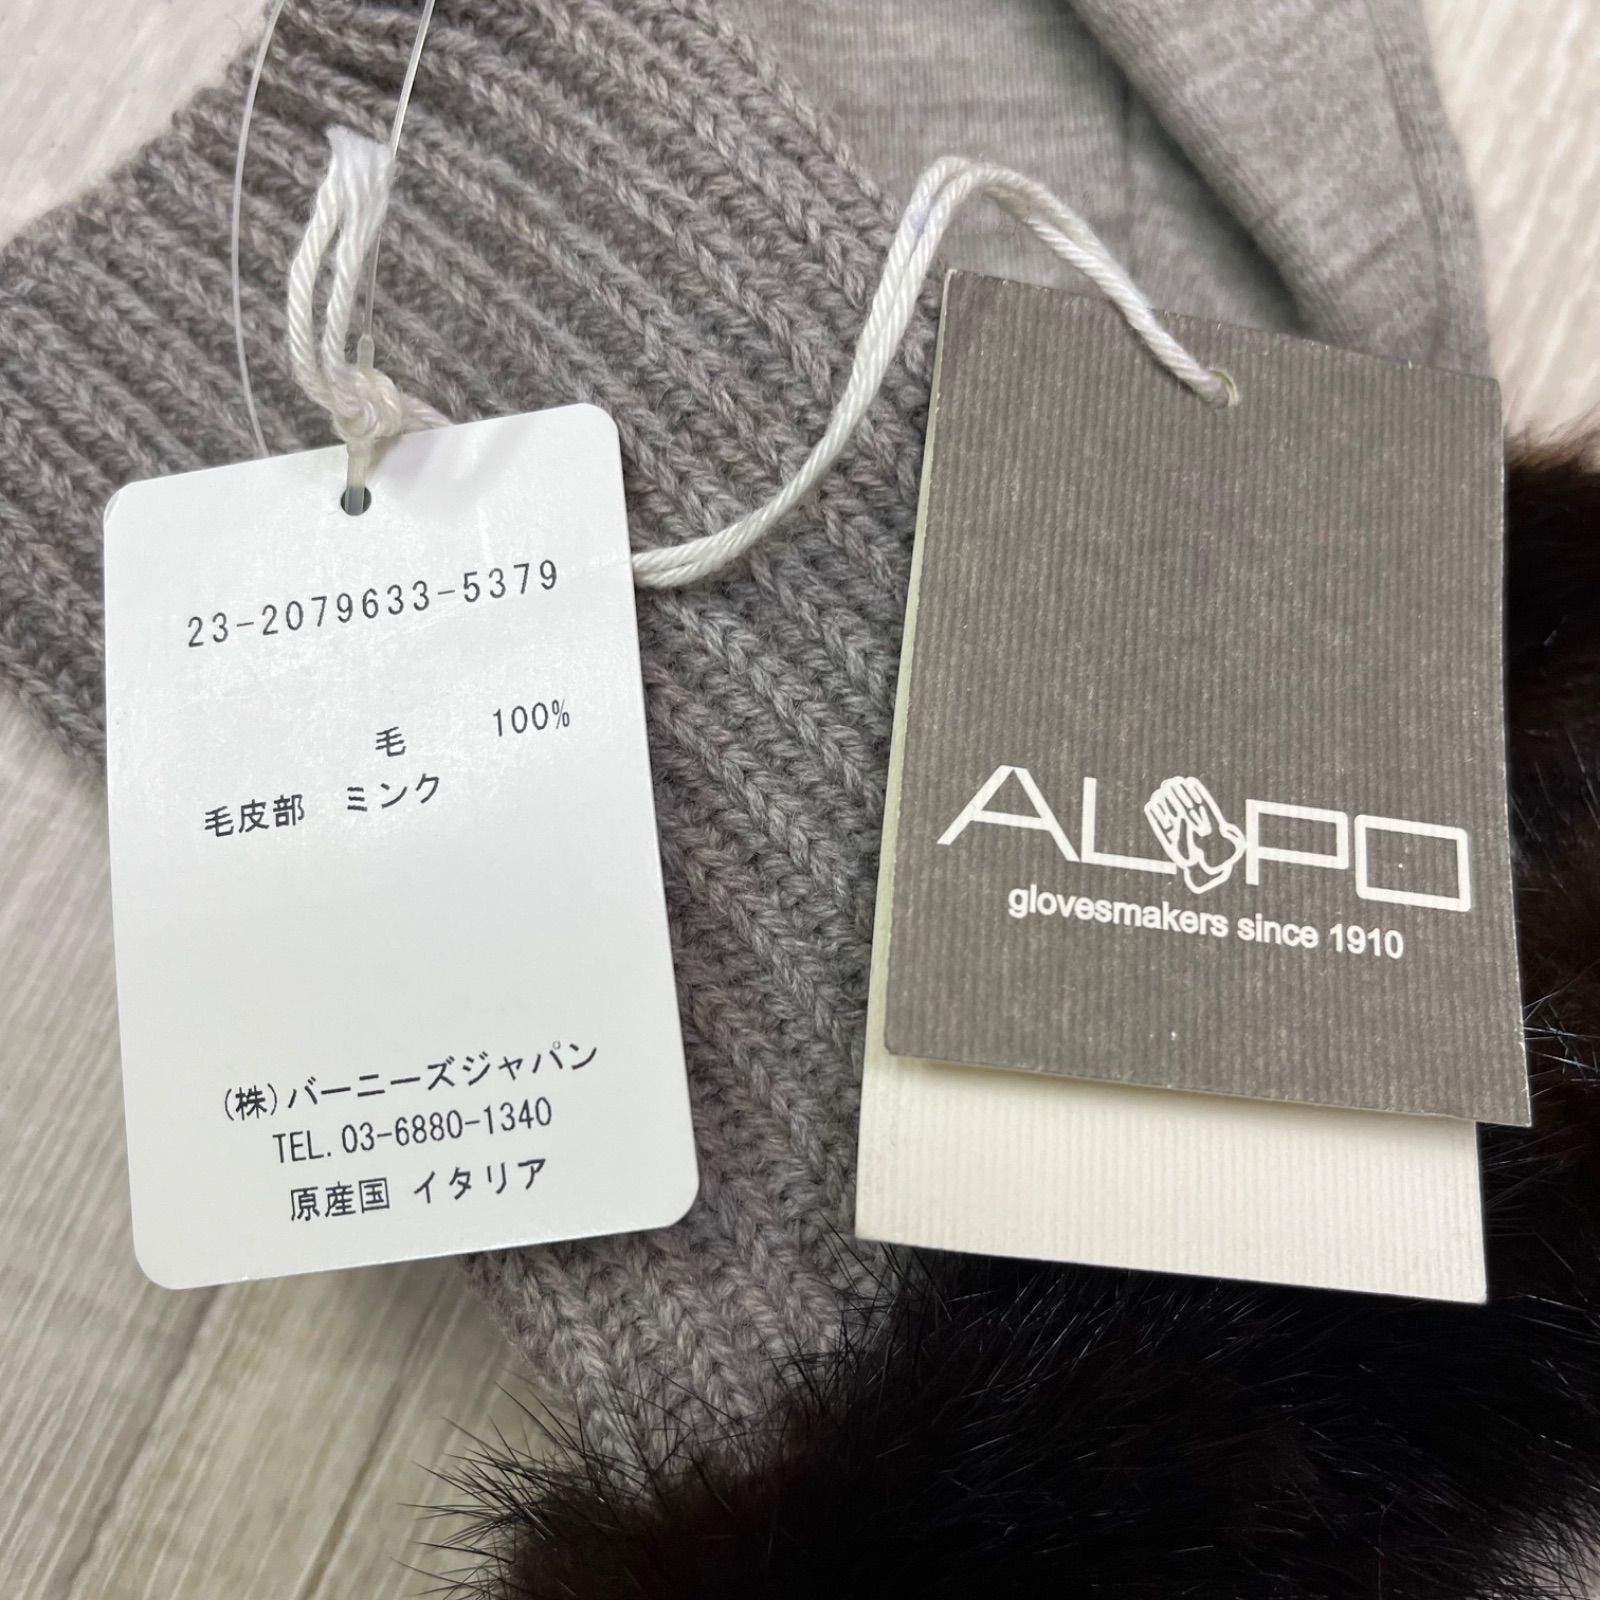 23-2079633-5379
毛 100%
毛皮部 ミンク
(株)バーニーズジャパン
TEL. 03-6880-1340
原産国 イタリア
ALPO
glovesmakers since 1910